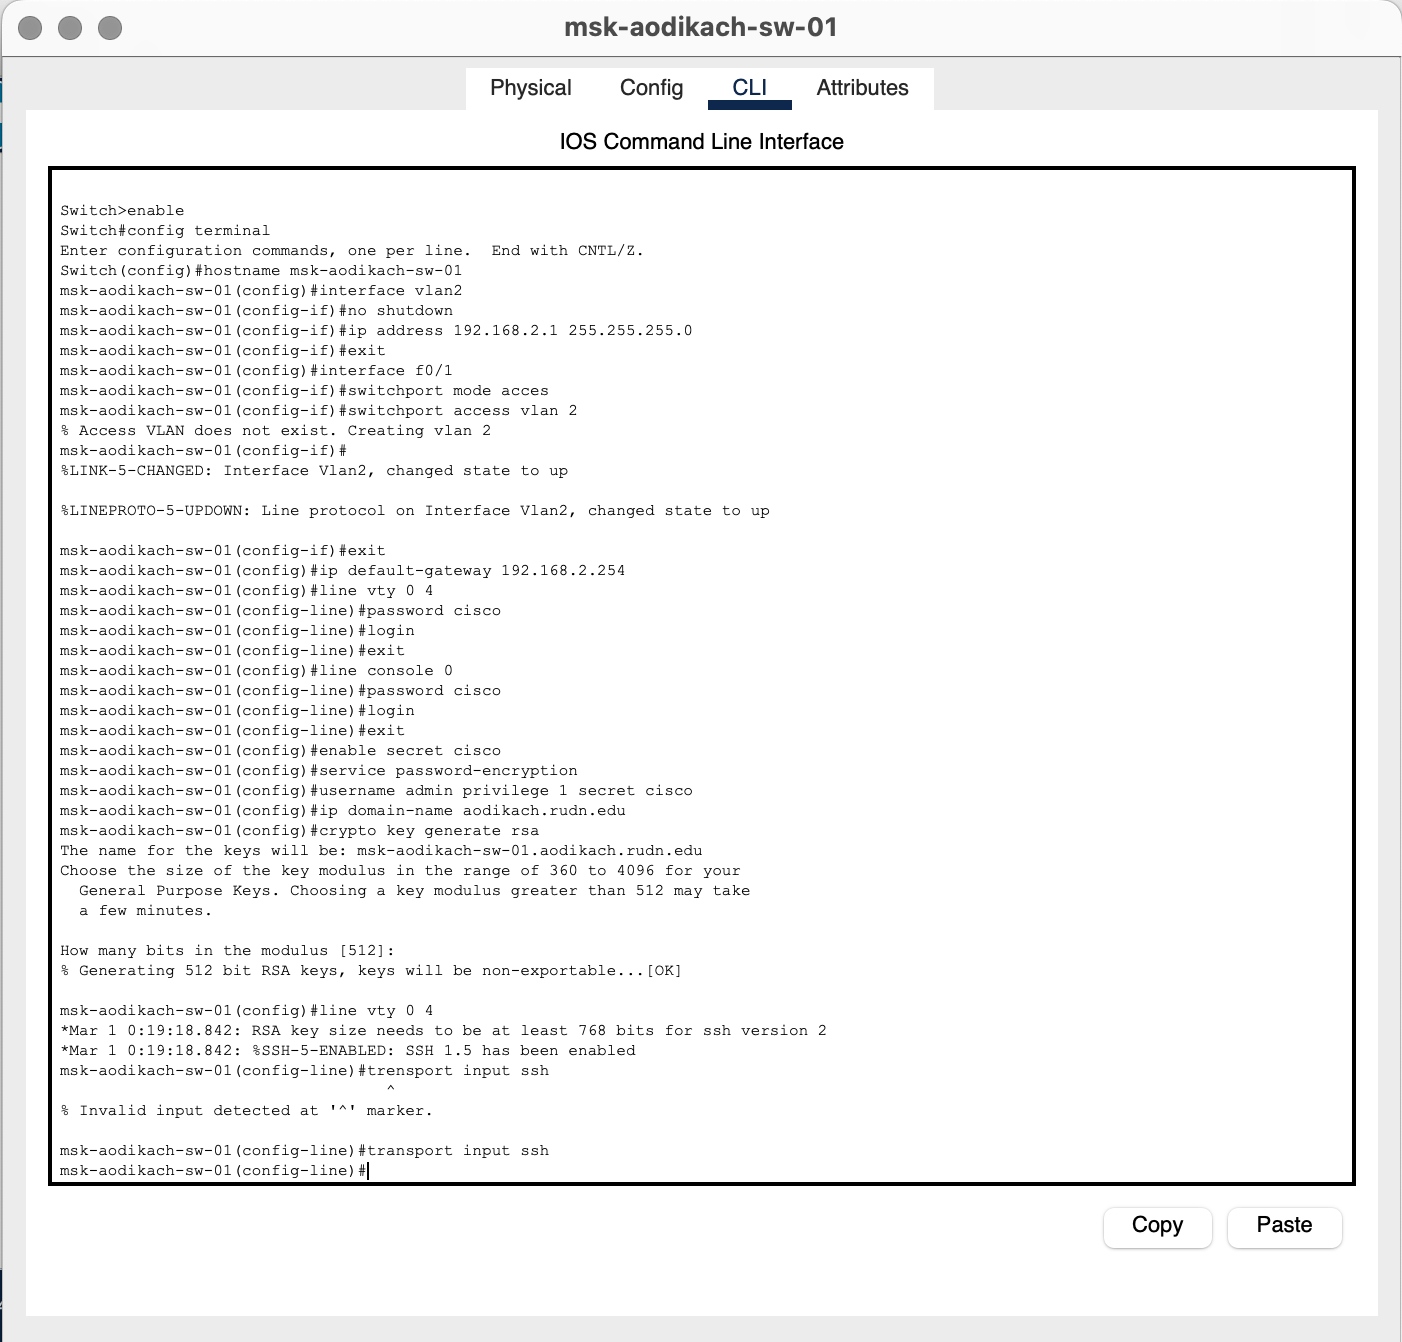 msk-aodikach-sw-01
Physical Config CLI Attributes
IOS Command Line Interface
Switch>enable
Switch#config terminal
Enter configuration commands, one per line.  End with CNTL/Z.
Switch(config)#hostname msk-aodikach-sw-01
msk-aodikach-sw-01(config)#interface vlan2
msk-aodikach-sw-01(config-if)#no shutdown
msk-aodikach-sw-01(config-if)#ip address 192.168.2.1 255.255.255.0
msk-aodikach-sw-01(config-if)#exit
msk-aodikach-sw-01(config)#interface f0/1
msk-aodikach-sw-01(config-if)#switchport mode acces
msk-aodikach-sw-01(config-if)#switchport access vlan 2
% Access VLAN does not exist. Creating vlan 2
msk-aodikach-sw-01(config-if)#
%LINK-5-CHANGED: Interface Vlan2, changed state to up
%LINEPROTO-5-UPDOWN: Line protocol on Interface Vlan2, changed state to up
msk-aodikach-sw-01(config-if)#exit
msk-aodikach-sw-01(config)#ip default-gateway 192.168.2.254
msk-aodikach-sw-01(config)#line vty 0 4
msk-aodikach-sw-01(config-line)#password cisco
msk-aodikach-sw-01(config-line)#login
msk-aodikach-sw-01(config-line)#exit
msk-aodikach-sw-01(config)#line console 0
msk-aodikach-sw-01(config-line)#password cisco
msk-aodikach-sw-01(config-line)#login
msk-aodikach-sw-01(config-line)#exit
msk-aodikach-sw-01(config)#enable secret cisco
msk-aodikach-sw-01(config)#service password-encryption
msk-aodikach-sw-01(config)#username admin privilege 1 secret cisco
msk-aodikach-sw-01(config)#ip domain-name aodikach.rudn.edu
msk-aodikach-sw-01(config)#crypto key generate rsa
The name for the keys will be: msk-aodikach-sw-01.aodikach.rudn.edu
Choose the size of the key modulus in the range of 360 to 4096 for your
General Purpose Keys. Choosing a key modulus greater than 512 may take
a few minutes.
How many bits in the modulus [512]:
% Generating 512 bit RSA keys, keys will be non-exportable...[OK]
msk-aodikach-sw-01(config)#line vty 0 4
*Mar 1 0:19:18.842: RSA key size needs to be at least 768 bits for ssh version 2
*Mar 1 0:19:18.842: %SSH-5-ENABLED: SSH 1.5 has been enabled
msk-aodikach-sw-01(config-line)#trensport input ssh
^
% Invalid input detected at '^' marker.
msk-aodikach-sw-01(config-line)#transport input ssh
msk-aodikach-sw-01(config-line)#
Copy Paste